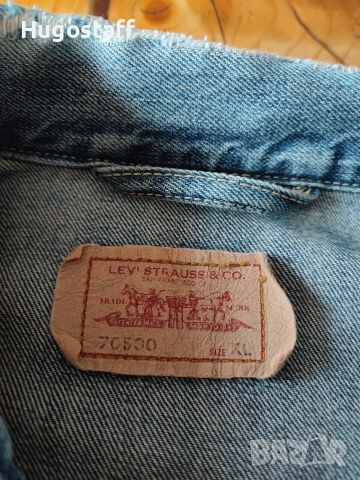 Hugostaff
LEVI STRAUSS & CO.
SAN FRANCISCO
TRADE MARK
70500 SIZE XL
BAZAR